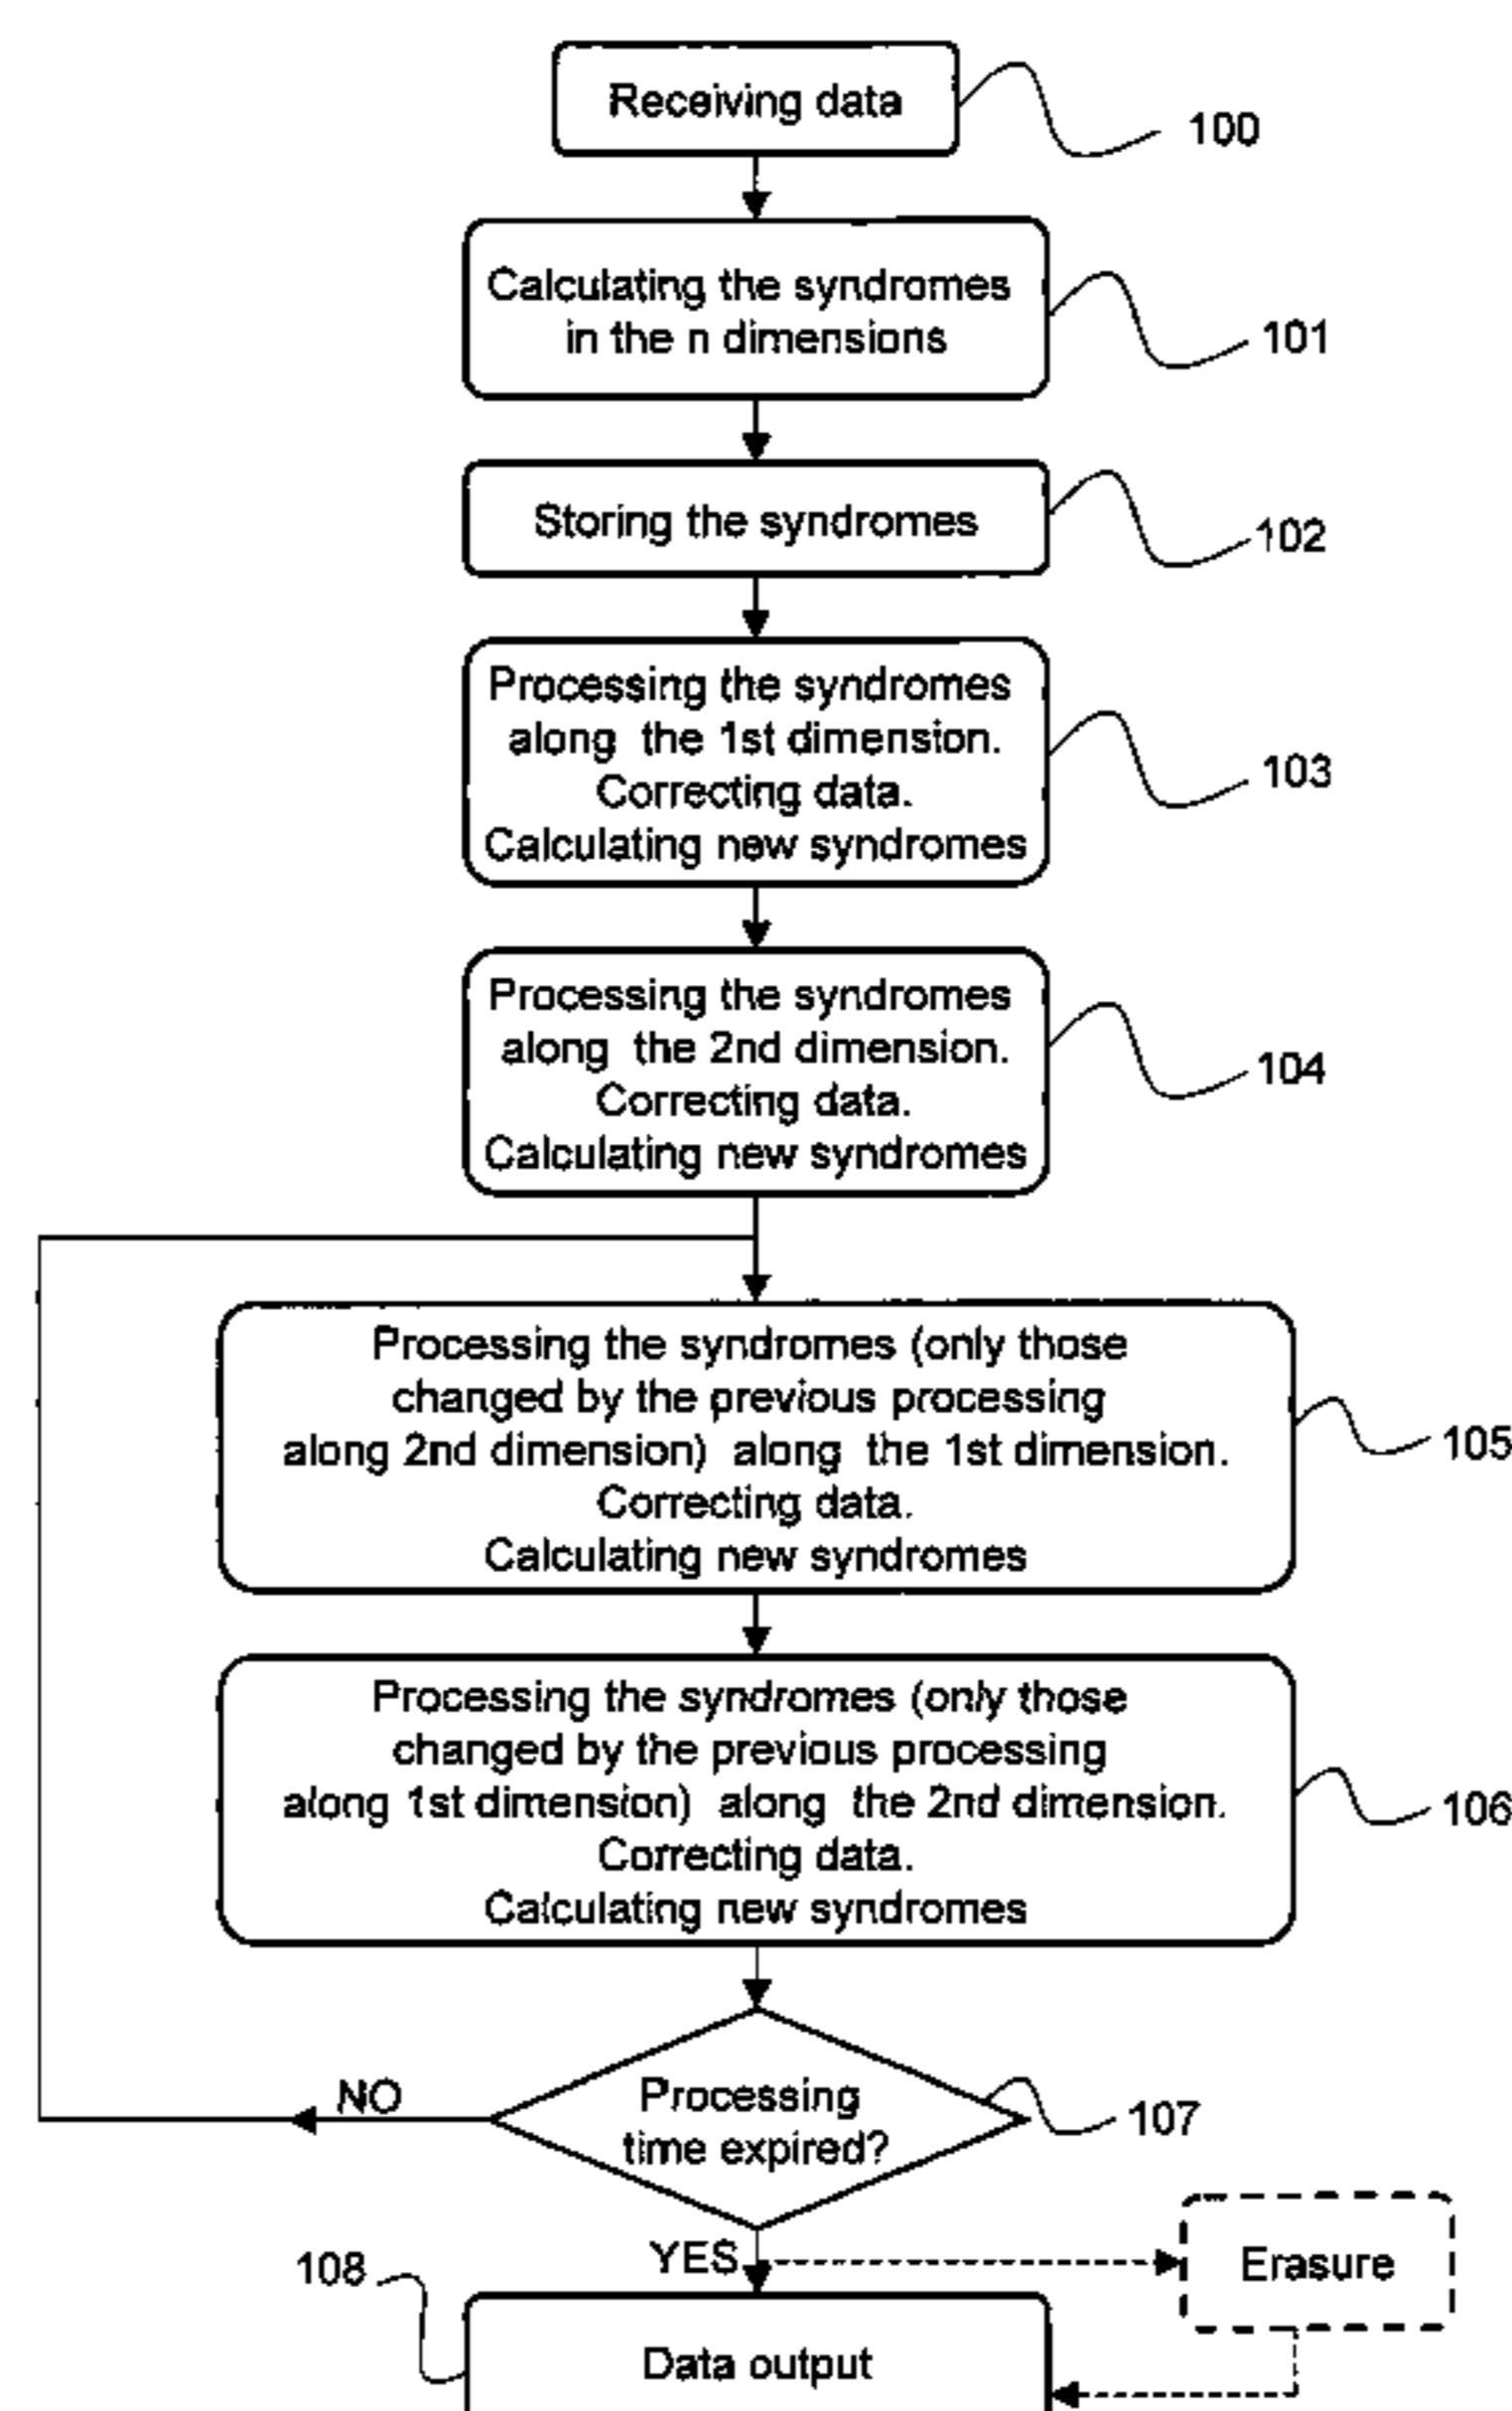 Receiving data
100
Calculating the syndromes
in the n dimensions
101
Storing the syndromes
102
Processing the syndromes
along the 1st dimension.
Correcting data.
Calculating new syndromes
103
Processing the syndromes
along the 2nd dimension.
Correcting data.
Calculating new syndromes
104
Processing the syndromes (only those
changed by the previous processing
along 2nd dimension) along the 1st dimension.
Correcting data.
Calculating new syndromes
105
Processing the syndromes (only those
changed by the previous processing
along 1st dimension) along the 2nd dimension.
Correcting data.
Calculating new syndromes
106
NO
Processing
time expired?
107
YES
Erasure
108
Data output